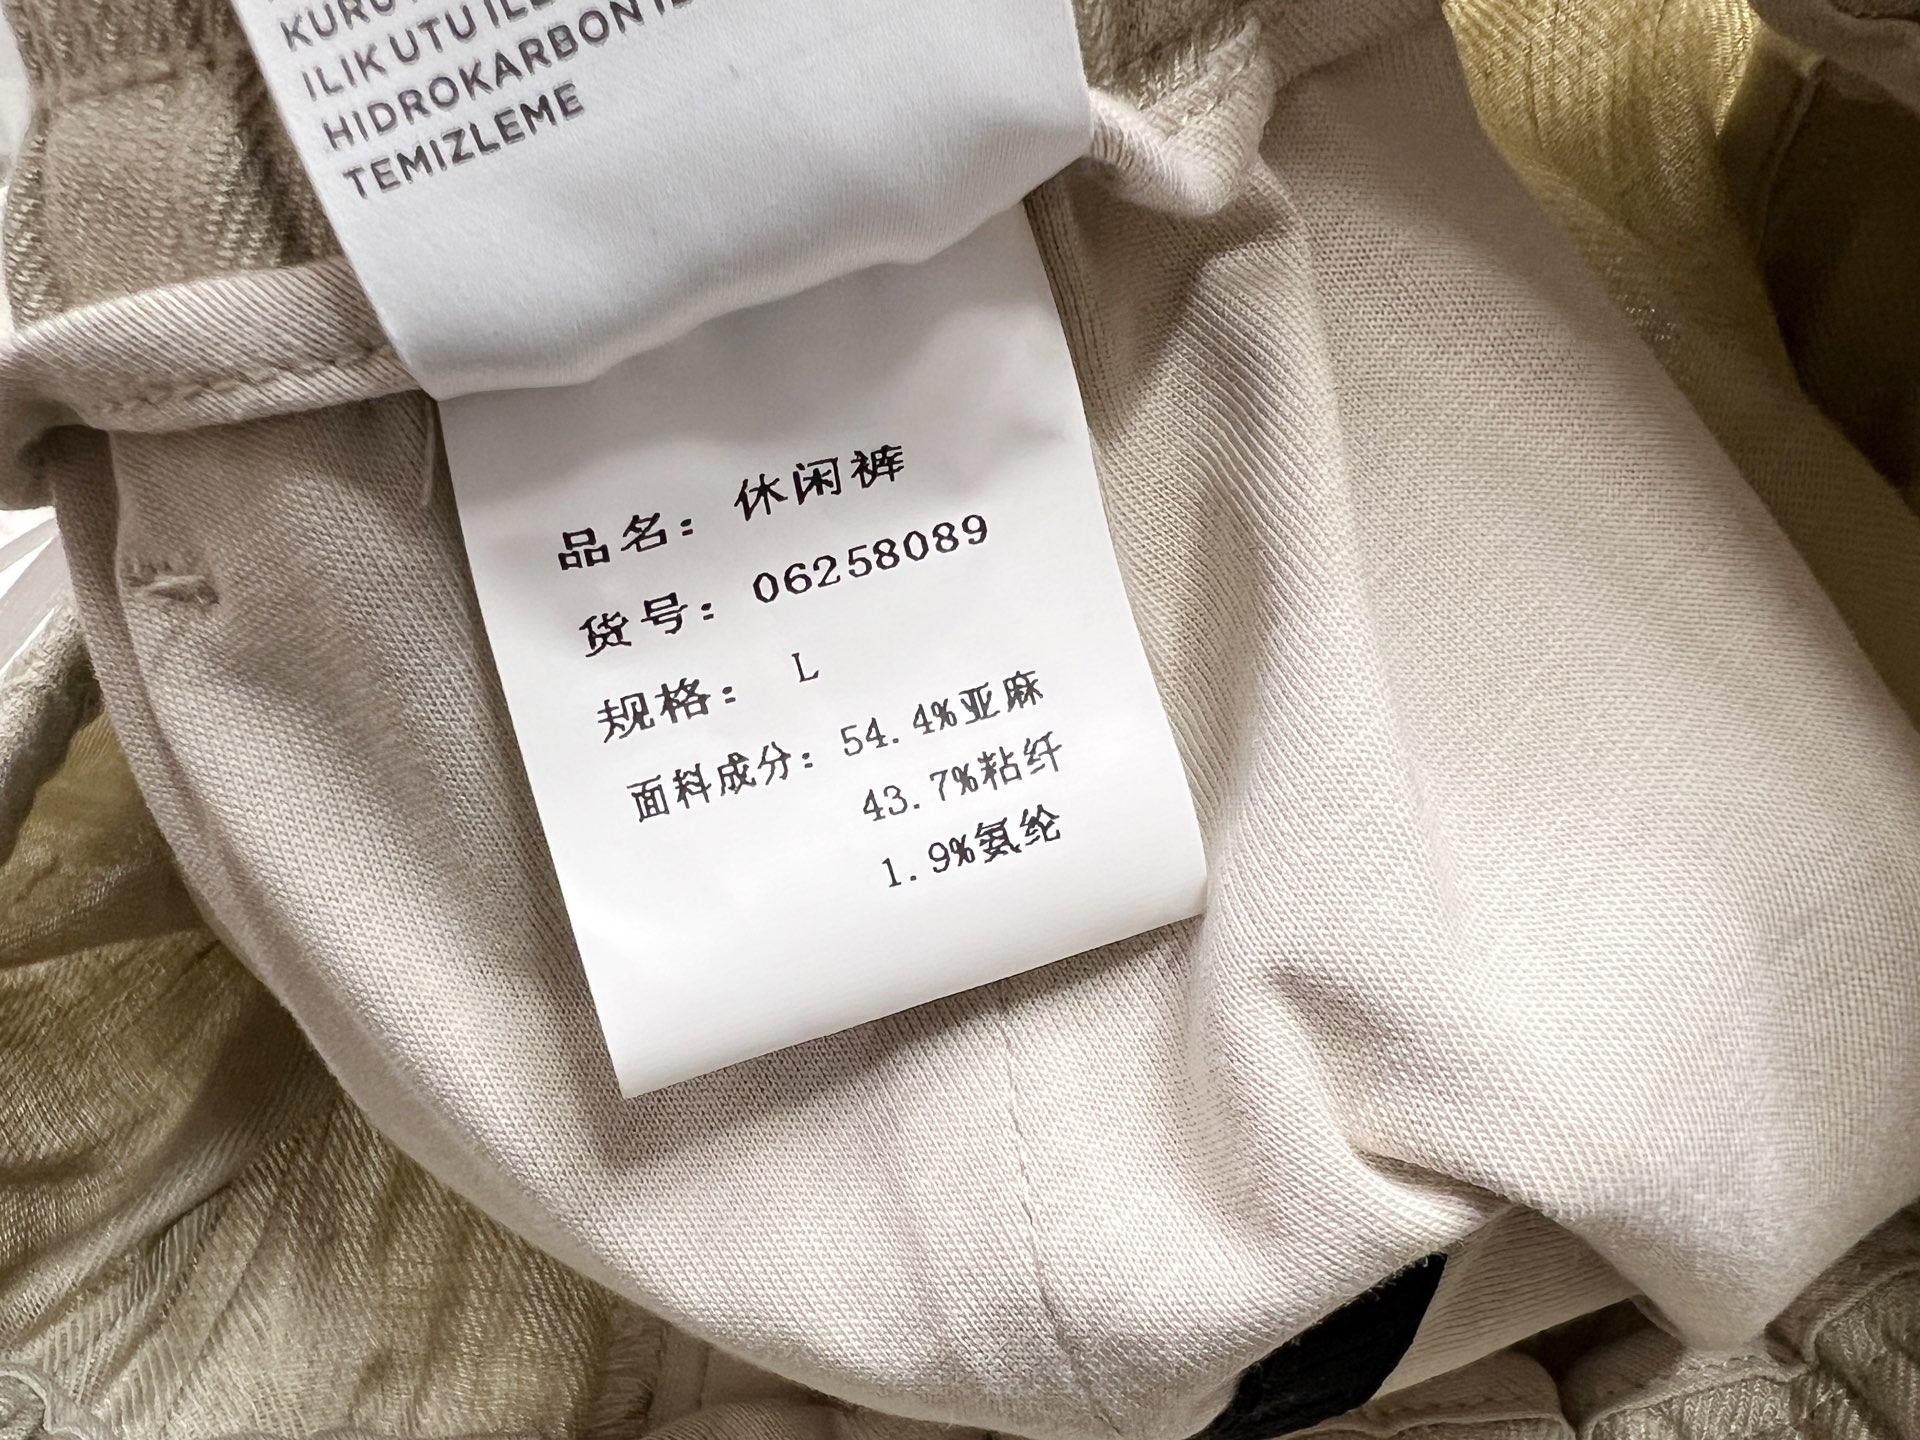 ILIK UTU
HIDROKARBON
TEMIZLEME
品名: 休闲裤
货号: 06258089
规格: L
面料成分: 54.4%亚麻
43.7%粘纤
1.9%氨纶